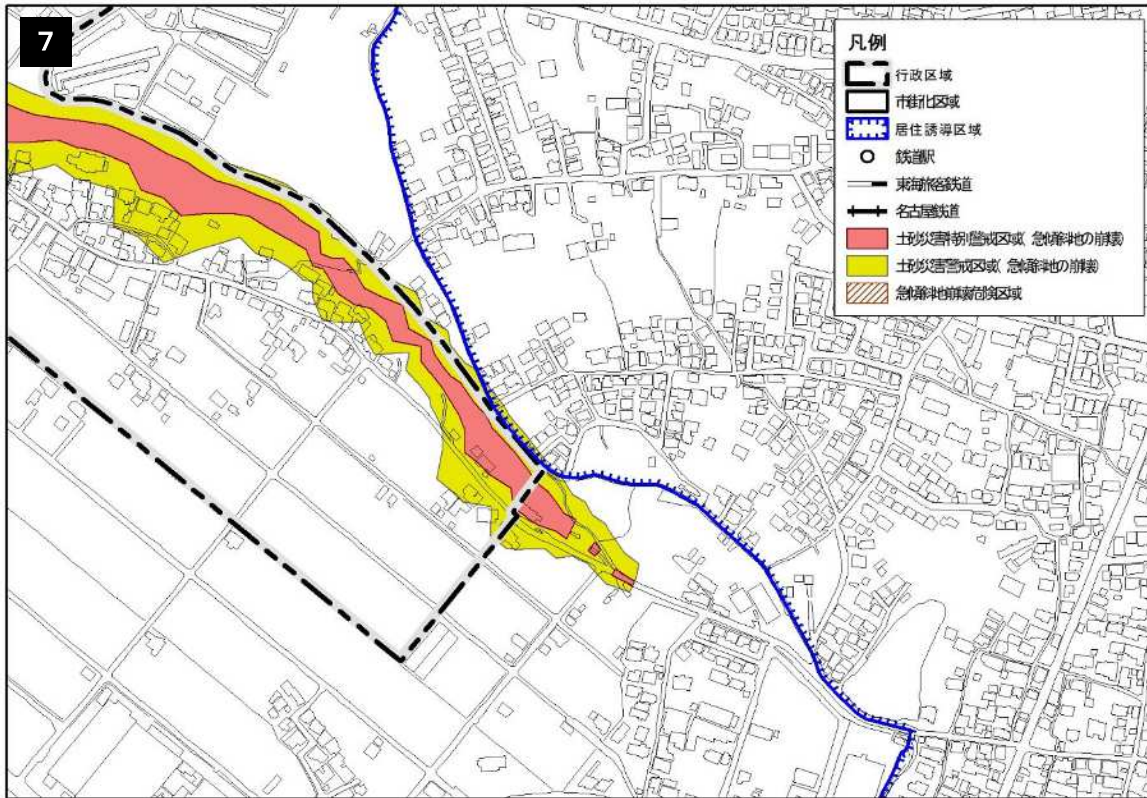 7
凡例
行政区域
市街化区域
居住誘導区域
鉄道駅
東海旅客鉄道
名古屋鉄道
土砂災害特別警戒区域(急傾斜地の崩壊)
土砂災害警戒区域(急傾斜地の崩壊)
急傾斜地崩壊危険区域